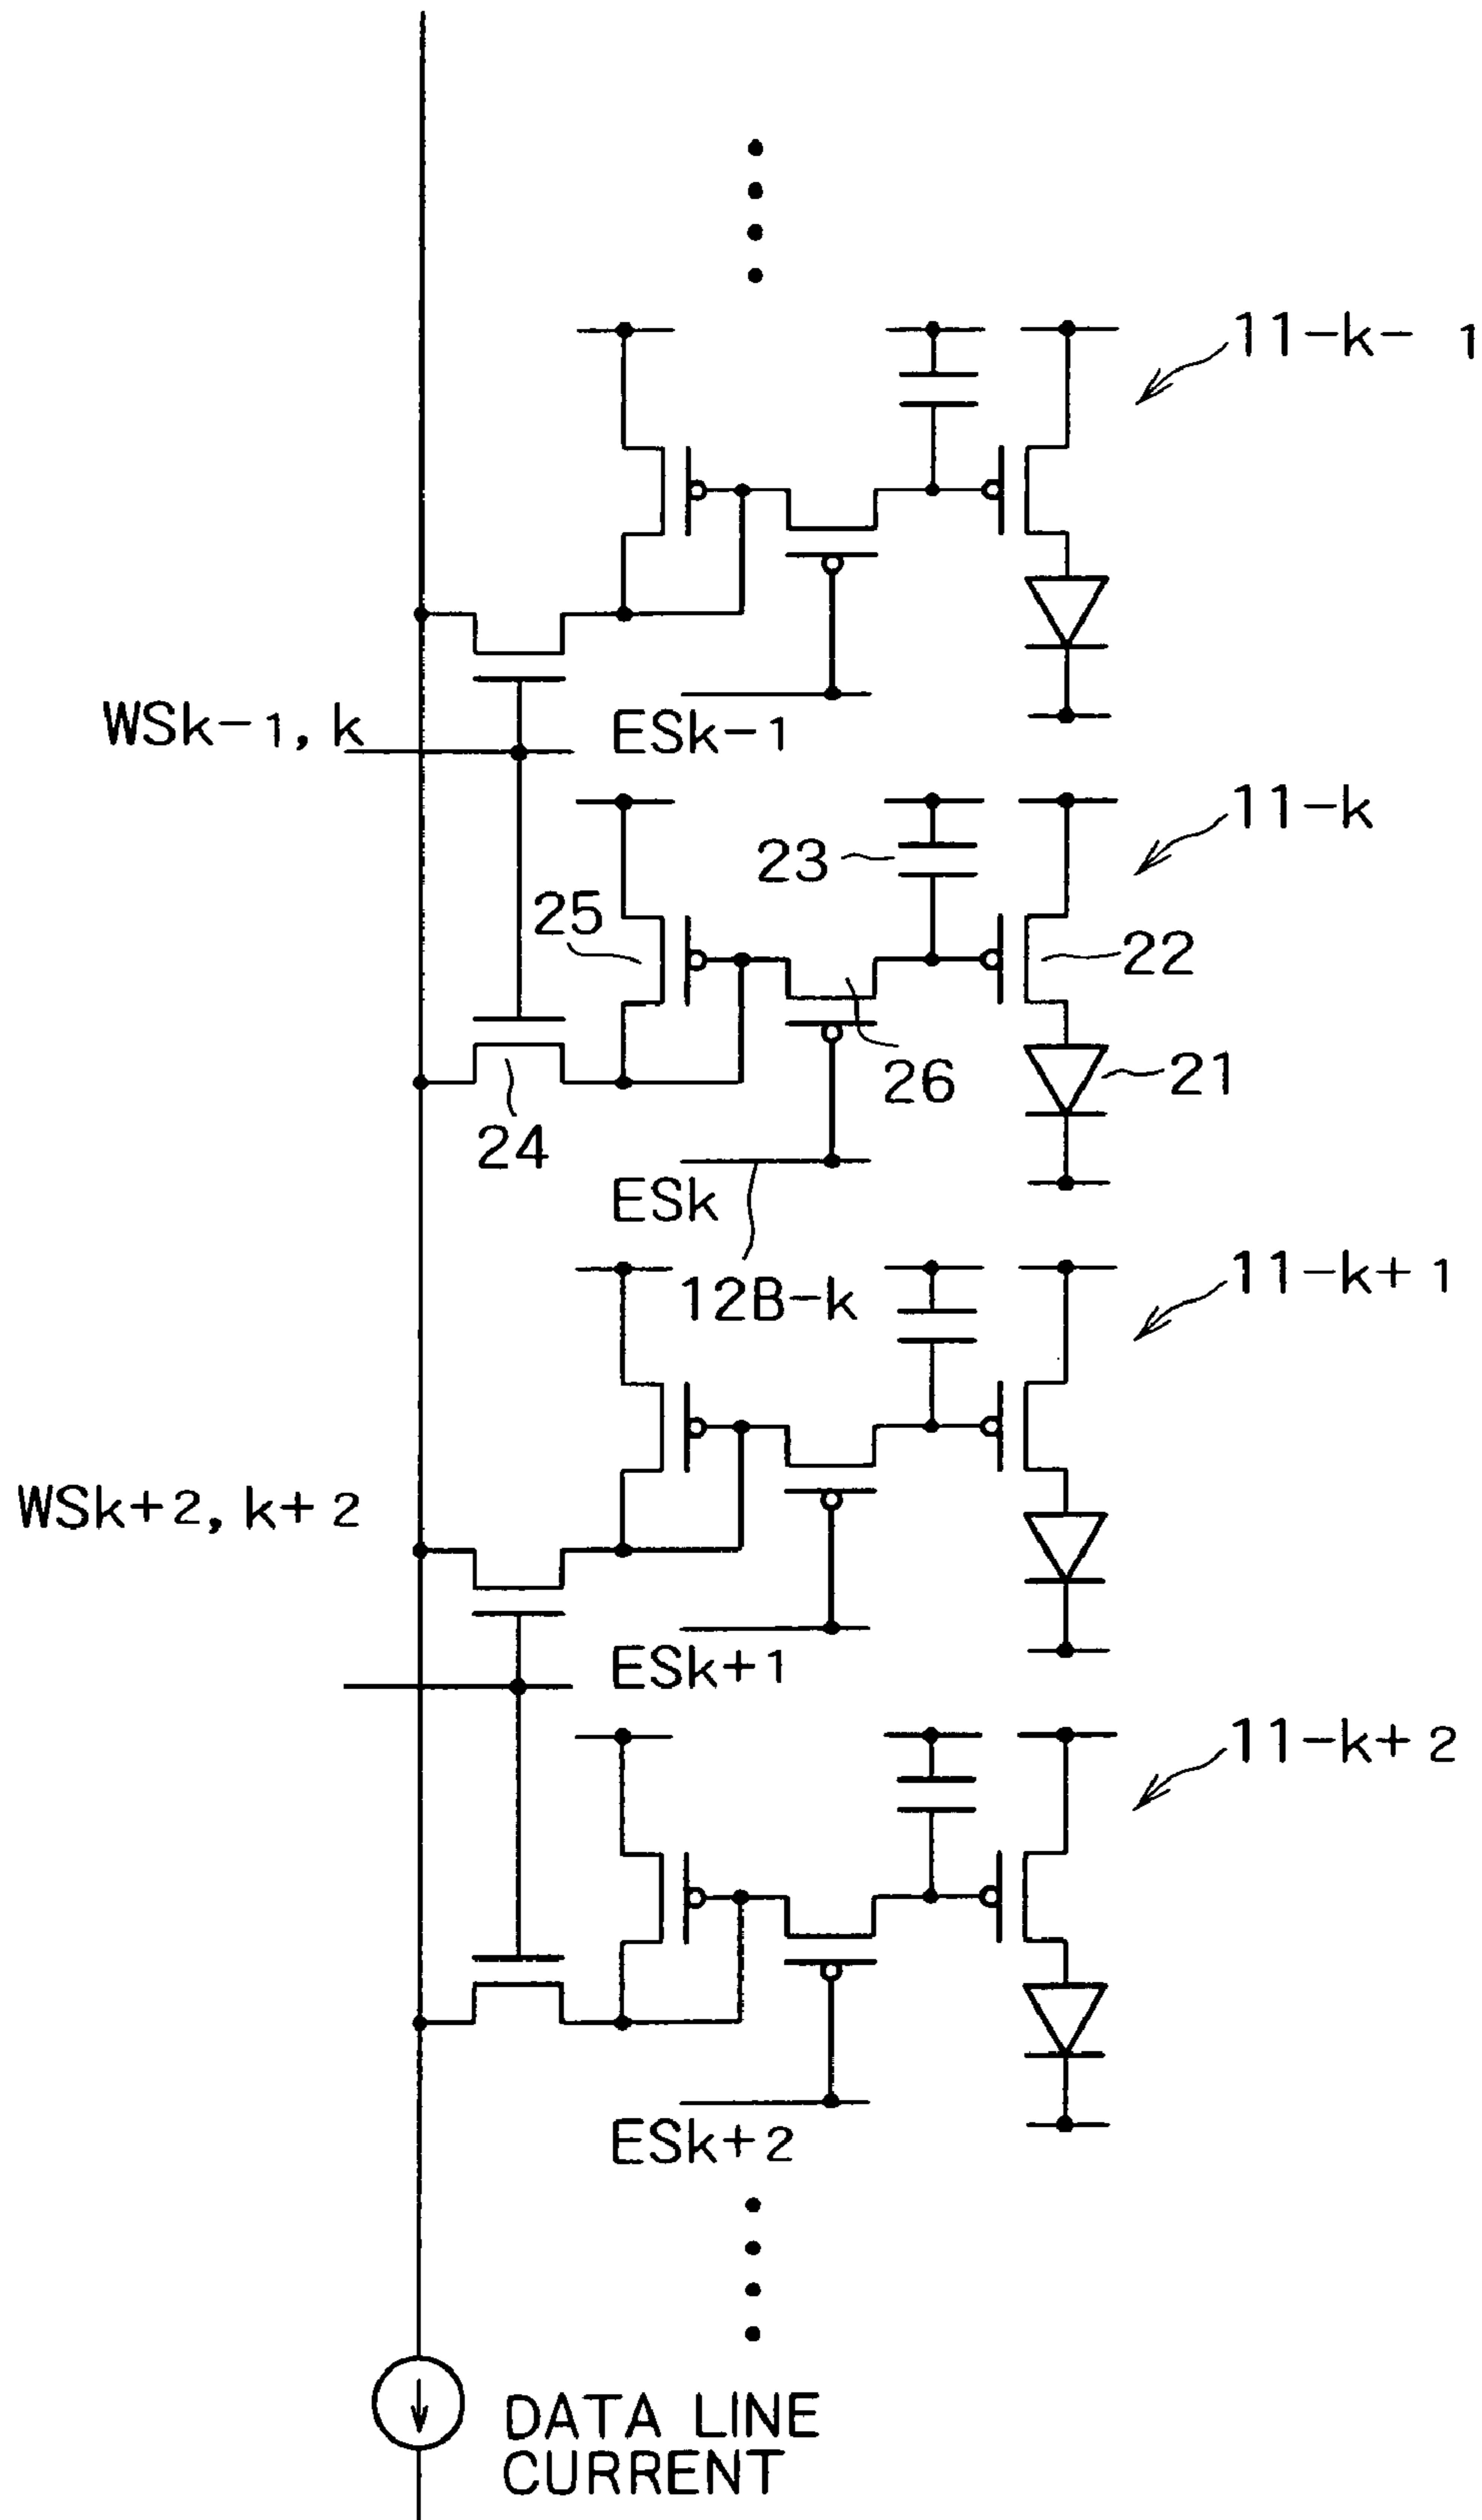 11-k-1
WSk-1,k
ESk-1
11-k
23
25
22
26
21
24
ESk
12B-k
11-k+1
WSk+2,k+2
ESk+1
11-k+2
ESk+2
DATA LINE
CURRENT